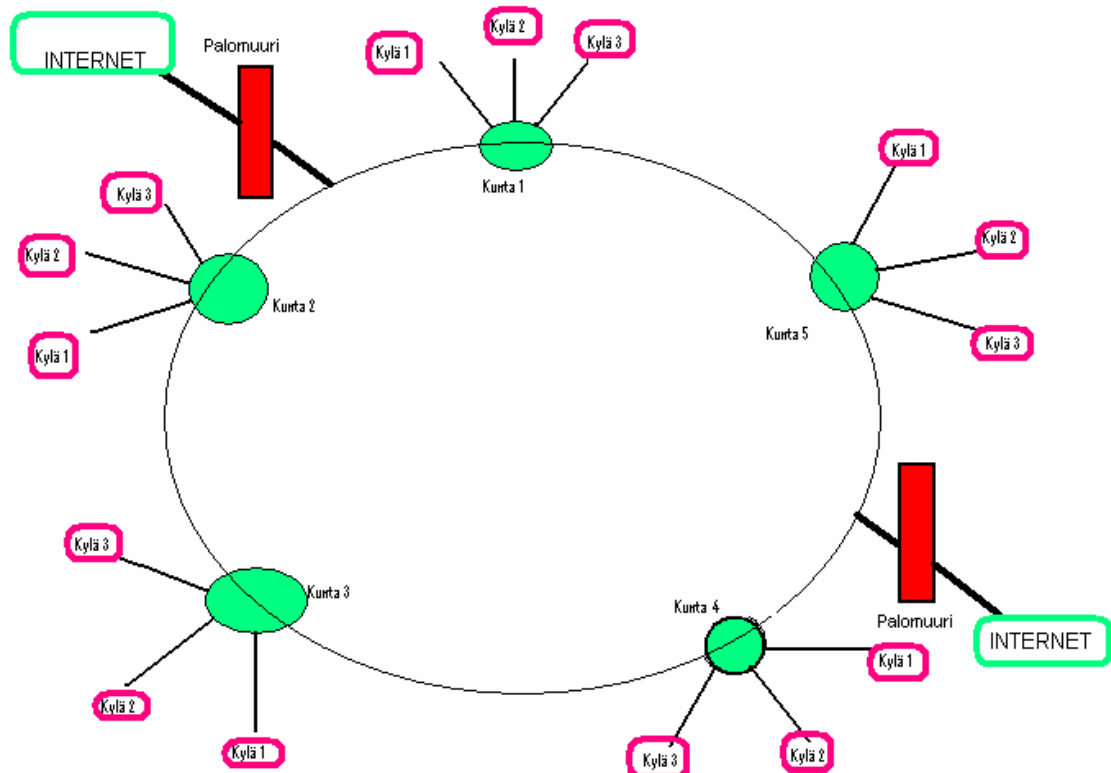 INTERNET
Palomuuri
Kylä 1
Kylä 2
Kylä 3
Kunta 1
Kylä 3
Kylä 2
Kylä 1
Kunta 2
Kylä 1
Kylä 2
Kylä 3
Kunta 5
Kylä 3
Kylä 2
Kylä 1
Kunta 3
Kunta 4
Kylä 1
Kylä 2
Kylä 3
Palomuuri
INTERNET